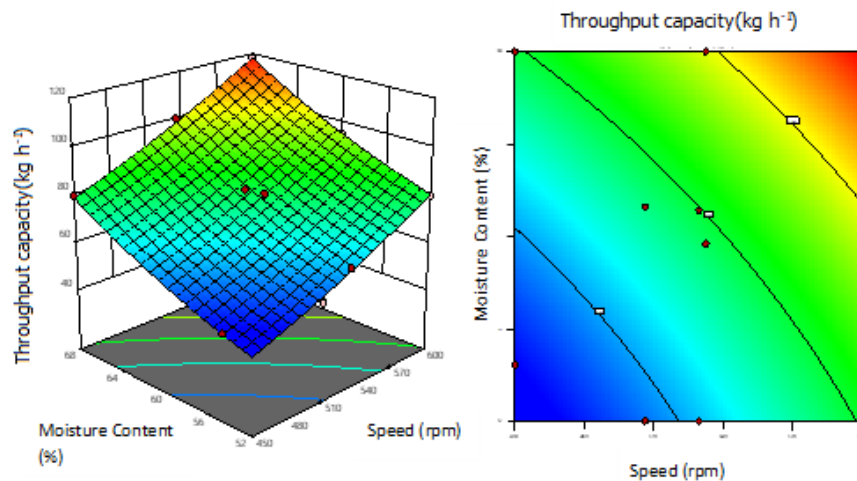 Throughput capacity(kg h⁻¹)
120
100
80
60
40
Throughput capacity(kg h⁻¹)
68
64
60
56
52
450
480
510
540
570
600
Moisture Content
(%)
Speed (rpm)
Moisture Content (%)
Speed (rpm)